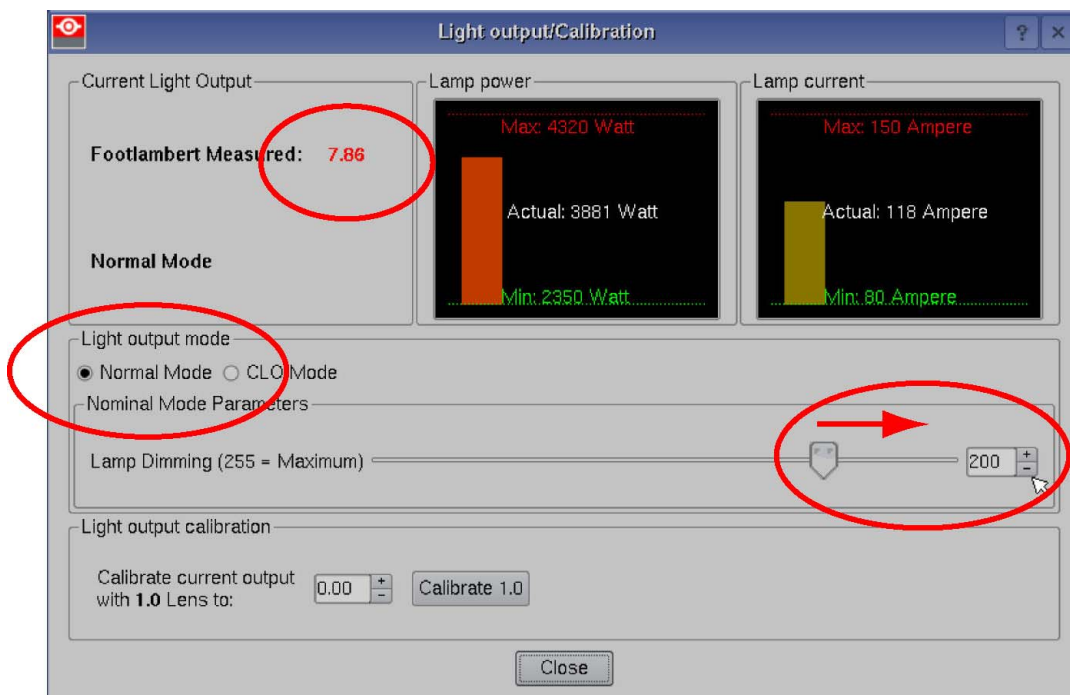 Light output/Calibration
?
Current Light Output
Footlambert Measured: 7.86
Normal Mode
Lamp power
Max: 4320 Watt
Actual: 3881 Watt
Min: 2350 Watt
Lamp current
Max: 150 Ampere
Actual: 118 Ampere
Min: 80 Ampere
Light output mode
Normal Mode
CLO Mode
Nominal Mode Parameters
Lamp Dimming (255 = Maximum)
200
Light output calibration
Calibrate current output
with 1.0 Lens to:
0.00
Calibrate 1.0
Close